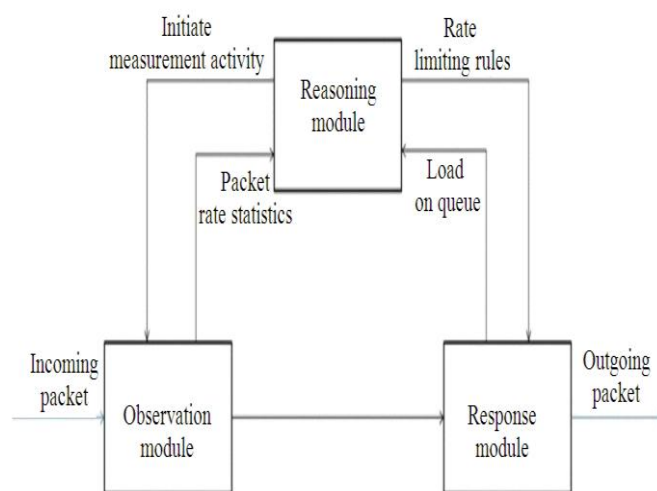 Initiate
measurement activity
Rate
limiting rules
Reasoning
module
Packet
rate statistics
Load
on queue
Incoming
packet
Observation
module
Response
module
Outgoing
packet